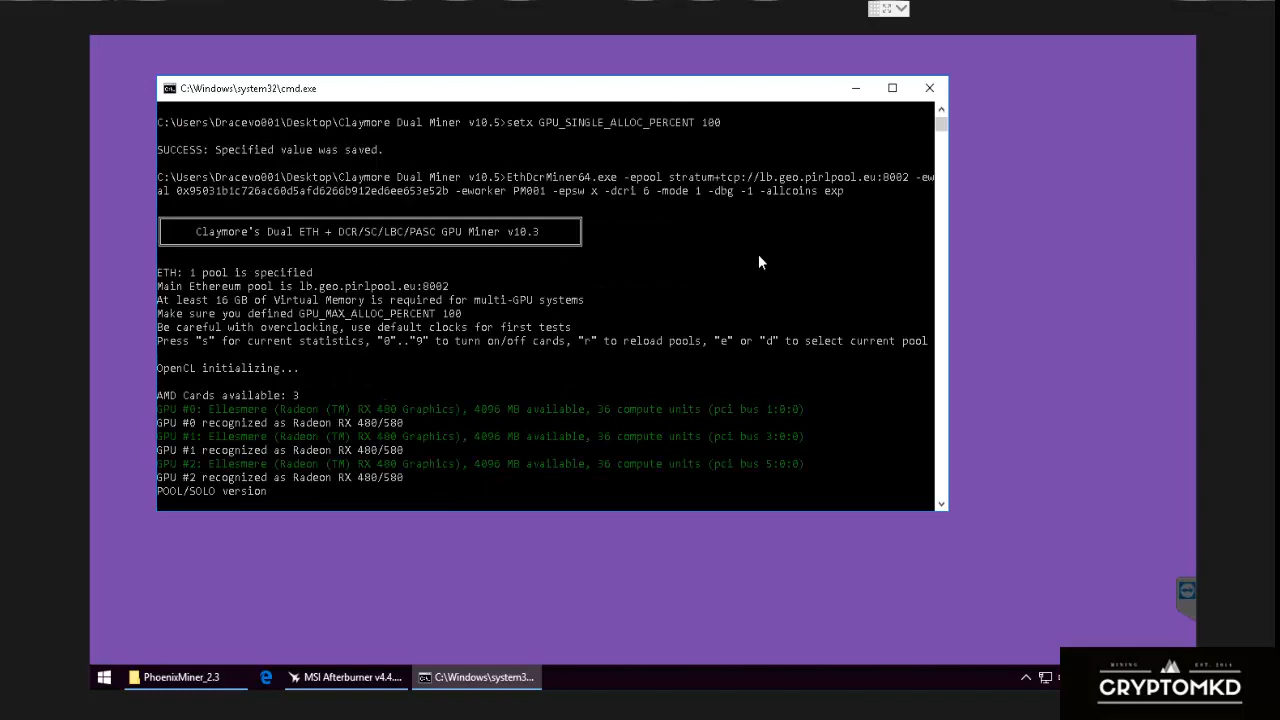 C:\Windows\system32\cmd.exe
C:\Users\Dracevo001\Desktop\Claymore Dual Miner v10.5>setx GPU_SINGLE_ALLOC_PERCENT 100
SUCCESS: Specified value was saved.
C:\Users\Dracevo001\Desktop\Claymore Dual Miner v10.5>EthDcrMiner64.exe -epool stratum+tcp://lb.geo.pirlpool.eu:8002 -ew
al 0x95031b1c726ac60d5afd6266b912ed6ee653e52b -eworker PM001 -epsw x -dcri 6 -mode 1 -dbg -1 -allcoins exp
Claymore's Dual ETH + DCR/SC/LBC/PASC GPU Miner v10.3
ETH: 1 pool is specified
Main Ethereum pool is lb.geo.pirlpool.eu:8002
At least 16 GB of Virtual Memory is required for multi-GPU systems
Make sure you defined GPU_MAX_ALLOC_PERCENT 100
Be careful with overclocking, use default clocks for first tests
Press "s" for current statistics, "0".."9" to turn on/off cards, "r" to reload pools, "e" or "d" to select current pool
OpenCL initializing...
AMD Cards available: 3
GPU #0: Ellesmere (Radeon (TM) RX 480 Graphics), 4096 MB available, 36 compute units (pci bus 1:0:0)
GPU #0 recognized as Radeon RX 480/580
GPU #1: Ellesmere (Radeon (TM) RX 480 Graphics), 4096 MB available, 36 compute units (pci bus 3:0:0)
GPU #1 recognized as Radeon RX 480/580
GPU #2: Ellesmere (Radeon (TM) RX 480 Graphics), 4096 MB available, 36 compute units (pci bus 5:0:0)
GPU #2 recognized as Radeon RX 480/580
POOL/SOLO version
PhoenixMiner_2.3
MSI Afterburner v4.4....
C:\Windows\system3...
MINING EST. 2014
CRYPTOMKD